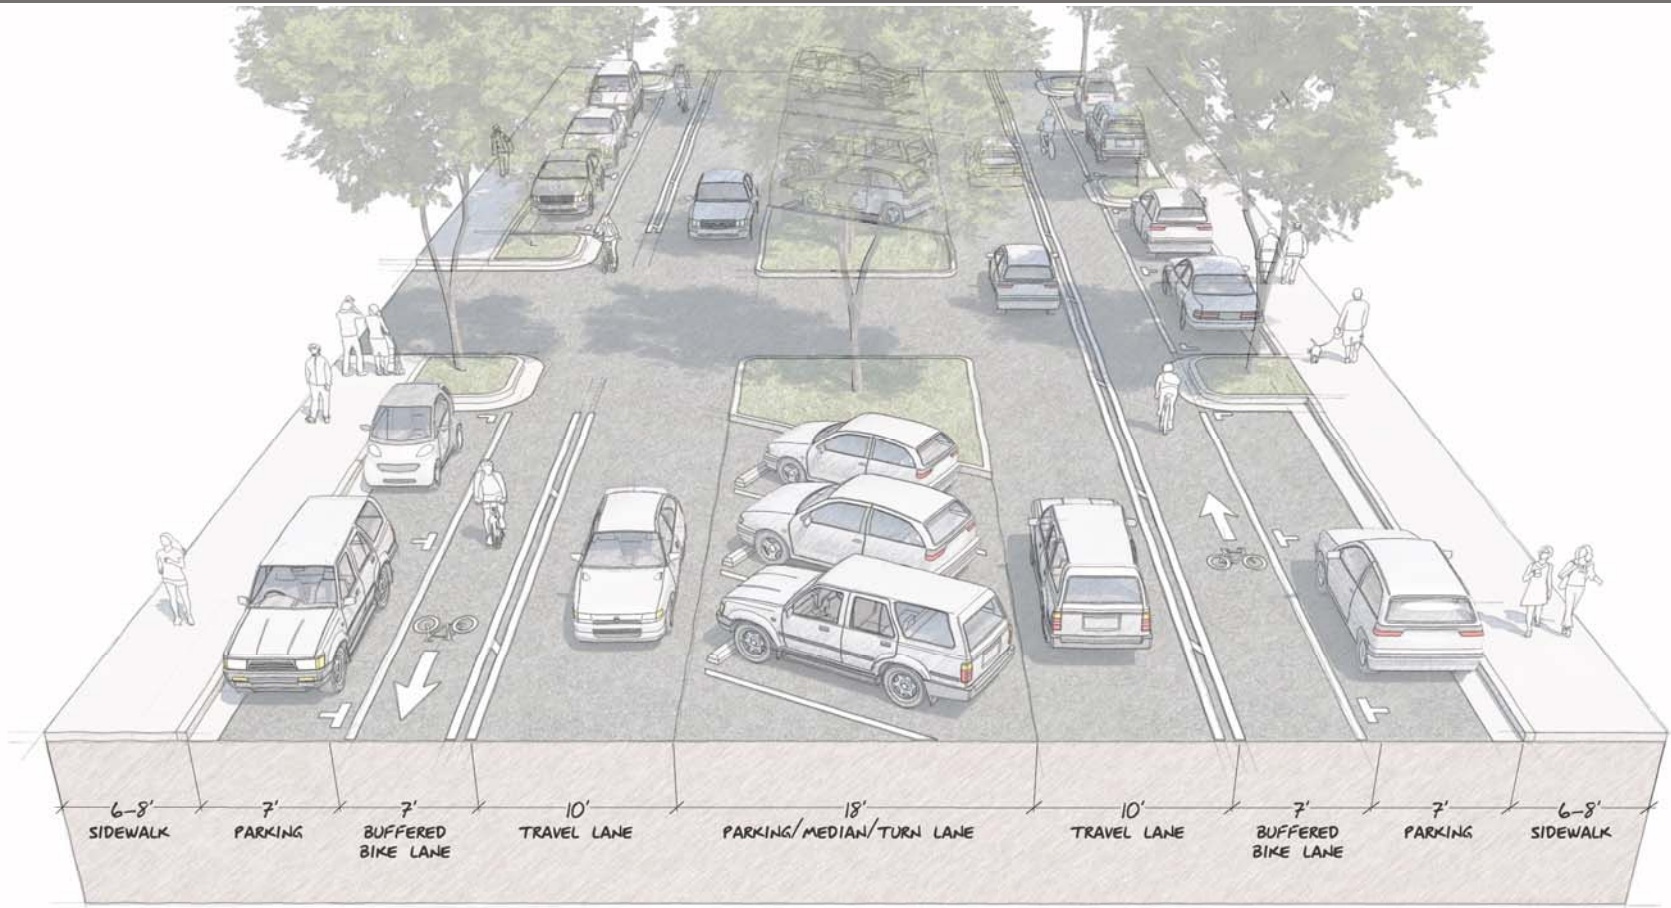 6-8' 7' 7' 10' 18' 10' 7' 7' 6-8'
SIDEWALK PARKING BUFFERED TRAVEL LANE PARKING/MEDIAN/TURN LANE TRAVEL LANE BUFFERED PARKING SIDEWALK
BIKE LANE BIKE LANE